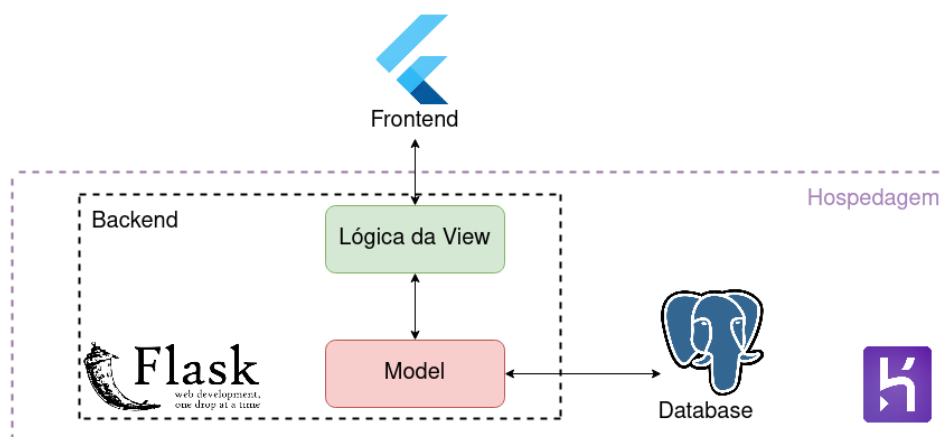 Frontend
Hospedagem
Backend
Lógica da View
Flask
web development,
one drop at a time
Model
Database